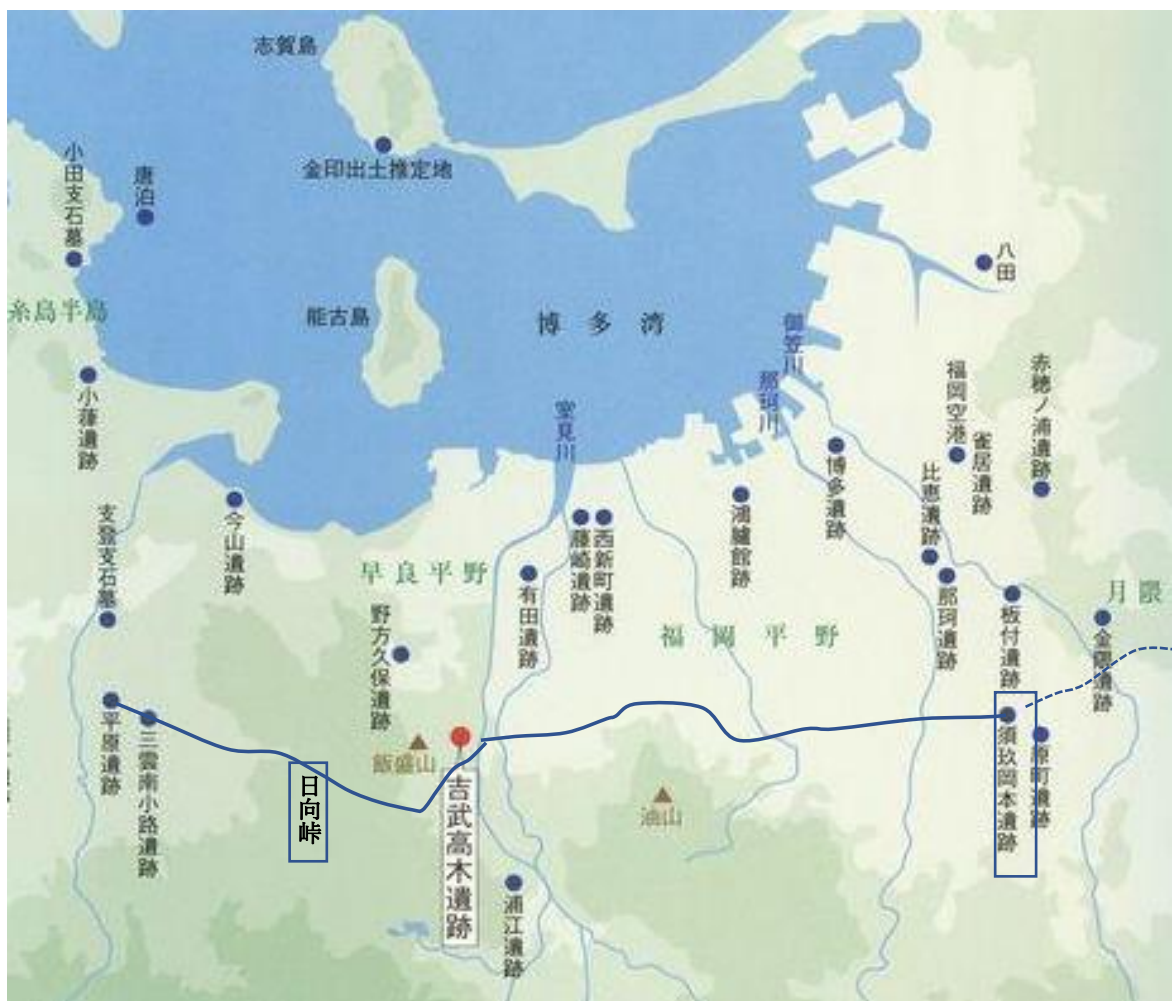 志賀島
金印出土推定地
小田支石墓
唐泊
八田
糸島半島
能古島
博多湾
御笠川
那珂川
室見川
福岡空港
雀居遺跡
赤穂ノ浦遺跡
小葎遺跡
今山遺跡
博多遺跡
比恵遺跡
鴻臚館跡
支登支石墓
早良平野
有田遺跡
藤崎遺跡
西新町遺跡
那珂遺跡
板付遺跡
月隈
金隈遺跡
野方久保遺跡
福岡平野
平原遺跡
三雲南小路遺跡
飯盛山
日向峠
吉武高木遺跡
油山
須玖岡本遺跡
原町遺跡
浦江遺跡